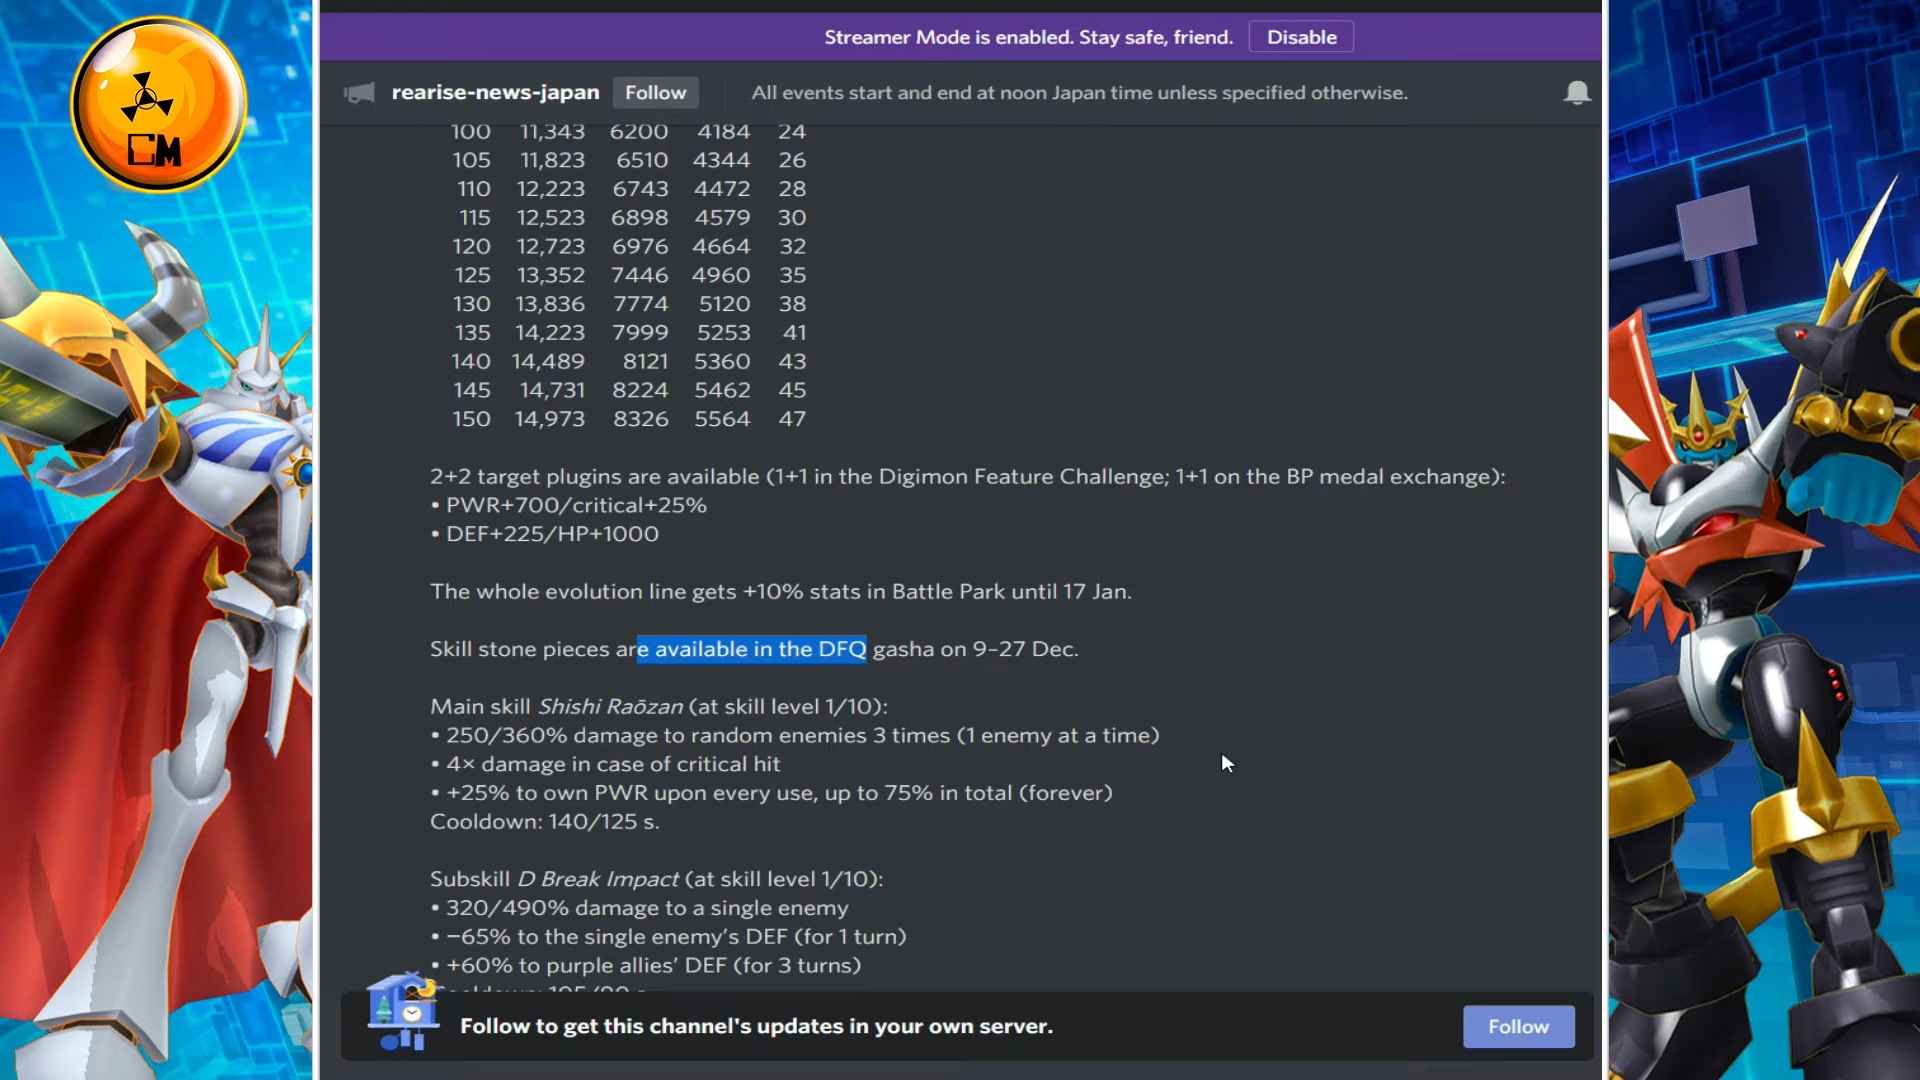 CM
Streamer Mode is enabled. Stay safe, friend. Disable
rearise-news-japan Follow All events start and end at noon Japan time unless specified otherwise.
100 11,343 6200 4184 24
105 11,823 6510 4344 26
110 12,223 6743 4472 28
115 12,523 6898 4579 30
120 12,723 6976 4664 32
125 13,352 7446 4960 35
130 13,836 7774 5120 38
135 14,223 7999 5253 41
140 14,489 8121 5360 43
145 14,731 8224 5462 45
150 14,973 8326 5564 47
2+2 target plugins are available (1+1 in the Digimon Feature Challenge; 1+1 on the BP medal exchange):
• PWR+700/critical+25%
• DEF+225/HP+1000
The whole evolution line gets +10% stats in Battle Park until 17 Jan.
Skill stone pieces are available in the DFQ gasha on 9–27 Dec.
Main skill Shishi Raōzan (at skill level 1/10):
• 250/360% damage to random enemies 3 times (1 enemy at a time)
• 4× damage in case of critical hit
• +25% to own PWR upon every use, up to 75% in total (forever)
Cooldown: 140/125 s.
Subskill D Break Impact (at skill level 1/10):
• 320/490% damage to a single enemy
• −65% to the single enemy's DEF (for 1 turn)
• +60% to purple allies' DEF (for 3 turns)
Follow to get this channel's updates in your own server. Follow